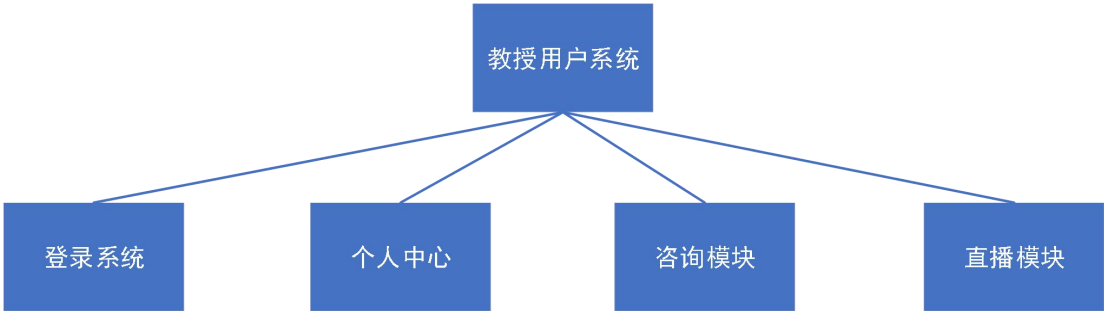 教授用户系统
登录系统
个人中心
咨询模块
直播模块